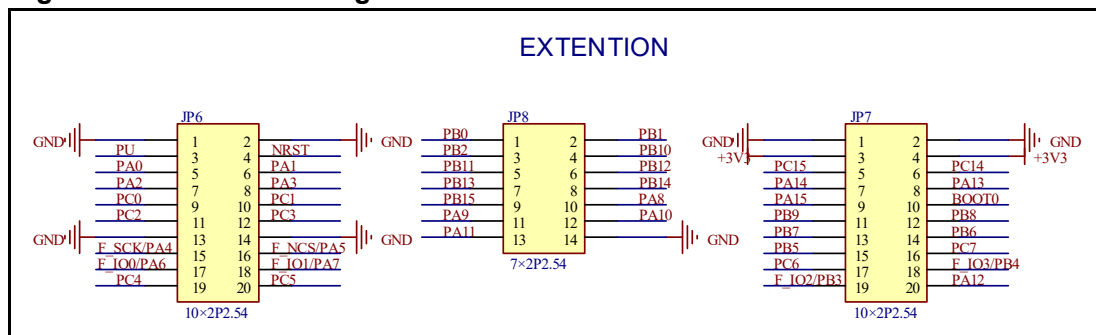 EXTENTION
JP6
GND 1 2 GND
PU 3 4 NRST
PA0 5 6 PA1
PA2 7 8 PA3
PC0 9 10 PC1
PC2 11 12 PC3
GND 13 14 GND
F_SCK/PA4 15 16 F_NCS/PA5
F_IO0/PA6 17 18 F_IO1/PA7
PC4 19 20 PC5
10×2P2.54
JP8
PB0 1 2 PB1
PB2 3 4 PB10
PB11 5 6 PB12
PB13 7 8 PB14
PB15 9 10 PA8
PA9 11 12 PA10
PA11 13 14 GND
7×2P2.54
JP7
GND 1 2 GND
+3V3 3 4 +3V3
PC15 5 6 PC14
PA14 7 8 PA13
PA15 9 10 BOOT0
PB9 11 12 PB8
PB7 13 14 PB6
PB5 15 16 PC7
PC6 17 18 F_IO3/PB4
F_IO2/PB3 19 20 PA12
10×2P2.54